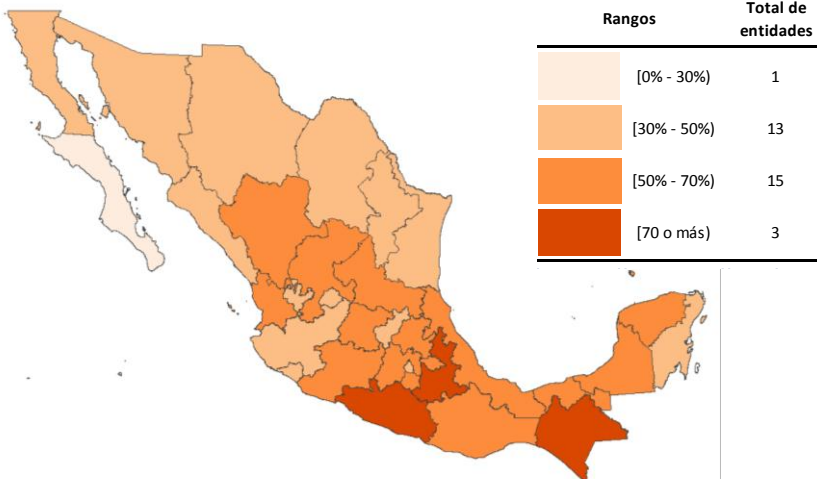 Rangos Total de
entidades
[0% - 30%) 1
[30% - 50%) 13
[50% - 70%) 15
[70 o más) 3